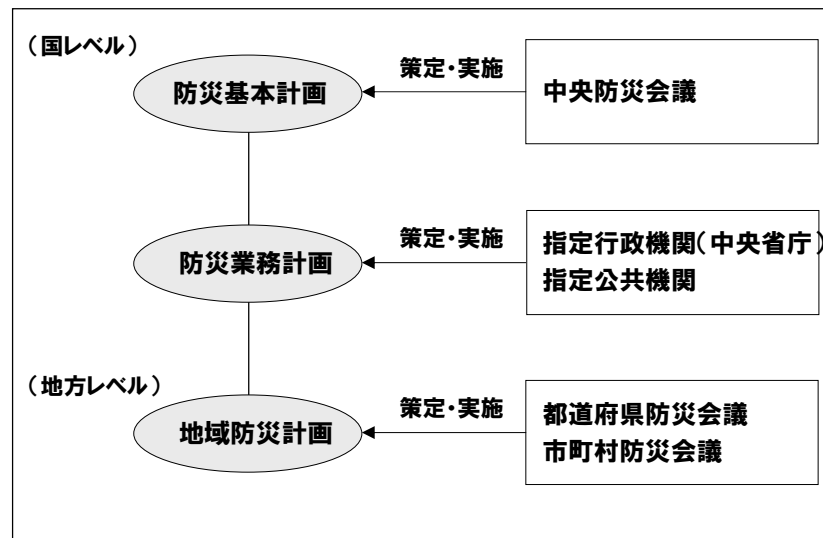 （国レベル）
防災基本計画
策定・実施
中央防災会議
防災業務計画
策定・実施
指定行政機関（中央省庁）
指定公共機関
（地方レベル）
地域防災計画
策定・実施
都道府県防災会議
市町村防災会議